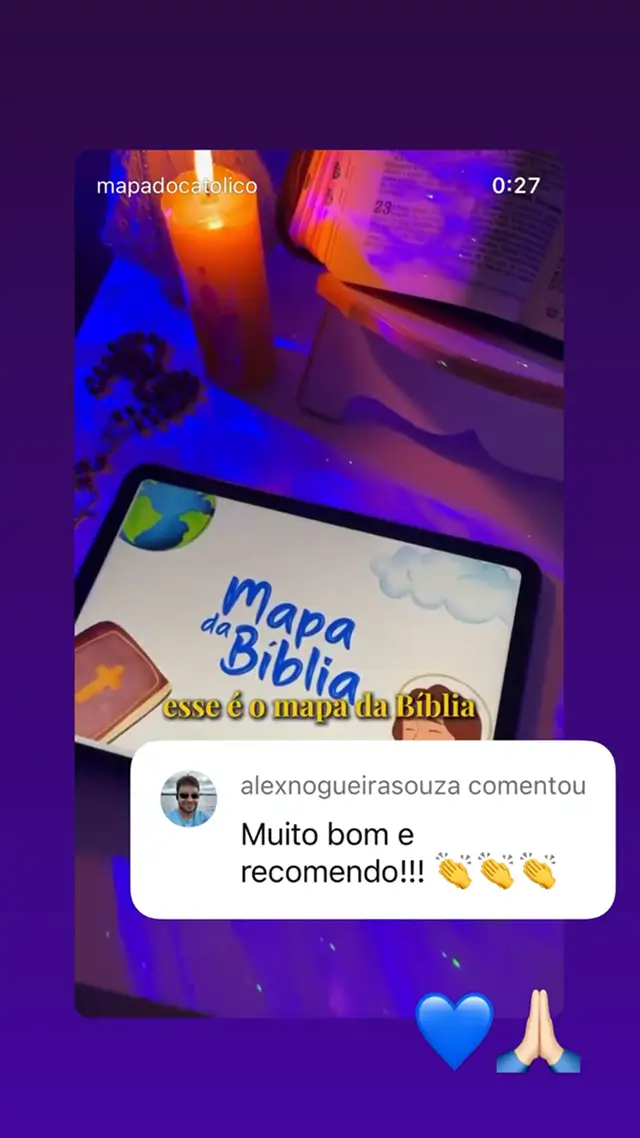 mapadocatolico
0:27
23
Mapa
da
Bíblia
esse é o mapa da Bíblia
alexnogueirasouza comentou
Muito bom e
recomendo!!! 👏👏👏
💙🙏🏻